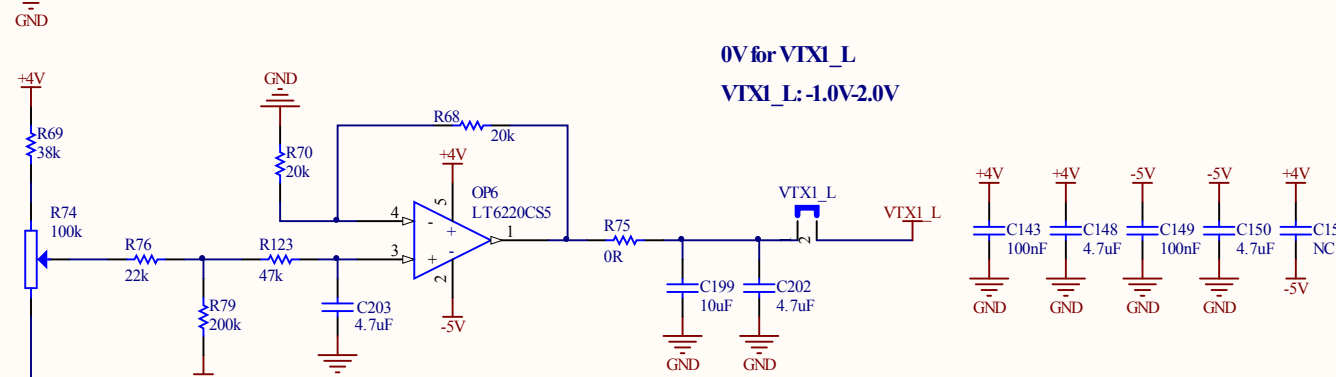 GND
0V for VTX1_L
VTX1_L: -1.0V-2.0V
+4V
R69
38k
R74
100k
R76
22k
R79
200k
R123
47k
C203
4.7uF
GND
R70
20k
R68
20k
+4V
OP6
LT6220CS5
4
3
5
2
1
-
+
+
-
-5V
R75
0R
C199
10uF
GND
C202
4.7uF
GND
VTX1_L
2
VTX1_L
+4V
C143
100nF
GND
+4V
C148
4.7uF
GND
-5V
C149
100nF
GND
-5V
C150
4.7uF
GND
+4V
NC
-5V